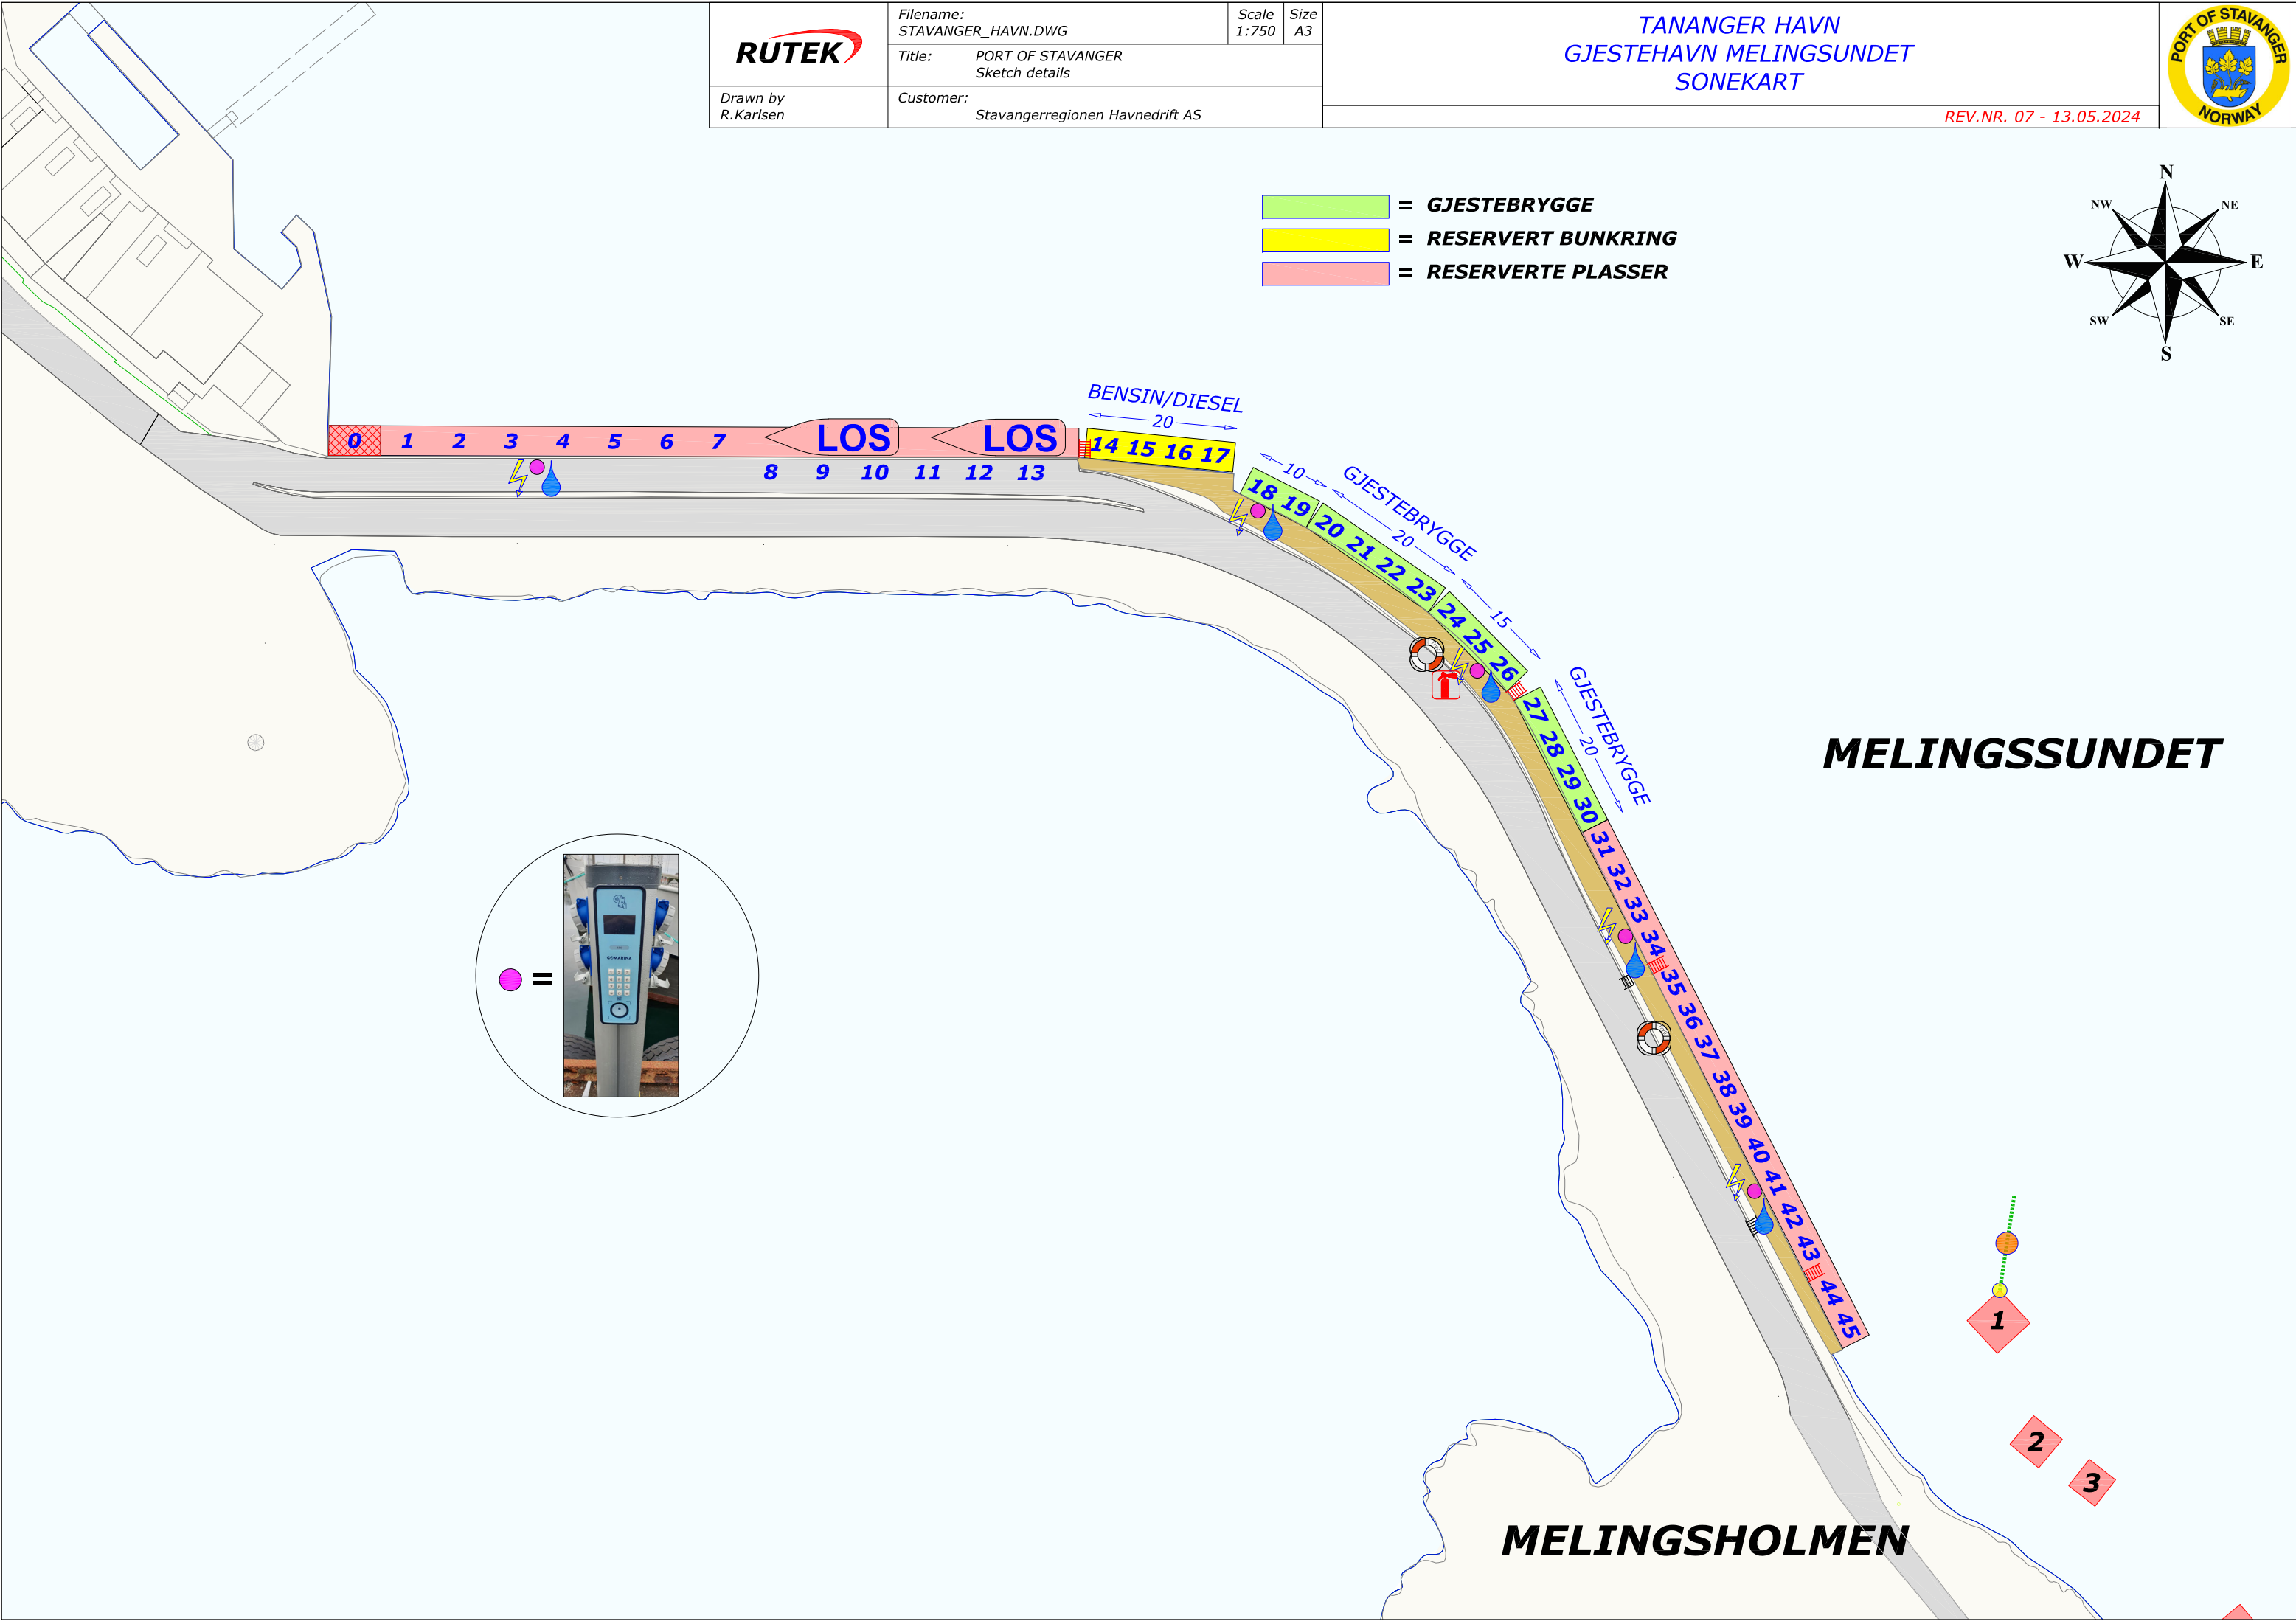 RUTEK
Filename:
STAVANGER_HAVN.DWG
Scale
1:750
Size
A3
Title: PORT OF STAVANGER
Sketch details
Drawn by
R.Karlsen
Customer:
Stavangerregionen Havnedrift AS
TANANGER HAVN
GJESTEHAVN MELINGSUNDET
SONEKART
REV.NR. 07 - 13.05.2024
PORT OF STAVANGER
NORWAY
= GJESTEBRYGGE
= RESERVERT BUNKRING
= RESERVERTE PLASSER
N
NW NE
W E
SW SE
S
BENSIN/DIESEL
20
0 1 2 3 4 5 6 7 LOS LOS
8 9 10 11 12 13
14 15 16 17
10
GJESTEBRYGGE
20
15
18 19
20 21 22 23
24 25 26
GJESTEBRYGGE
20
27 28 29 30
31 32 33 34 35 36 37 38 39 40 41 42 43 44 45
MELINGSSUNDET
=
GOMARINA
1
2
3
MELINGSHOLMEN